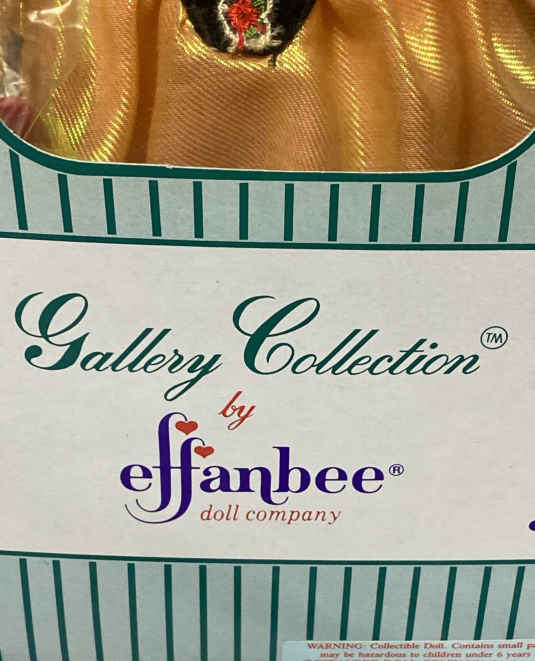 Gallery Collection™
by
effanbee®
doll company
WARNING: Collectible Doll. Contains small
may be hazardous to children under 6 years